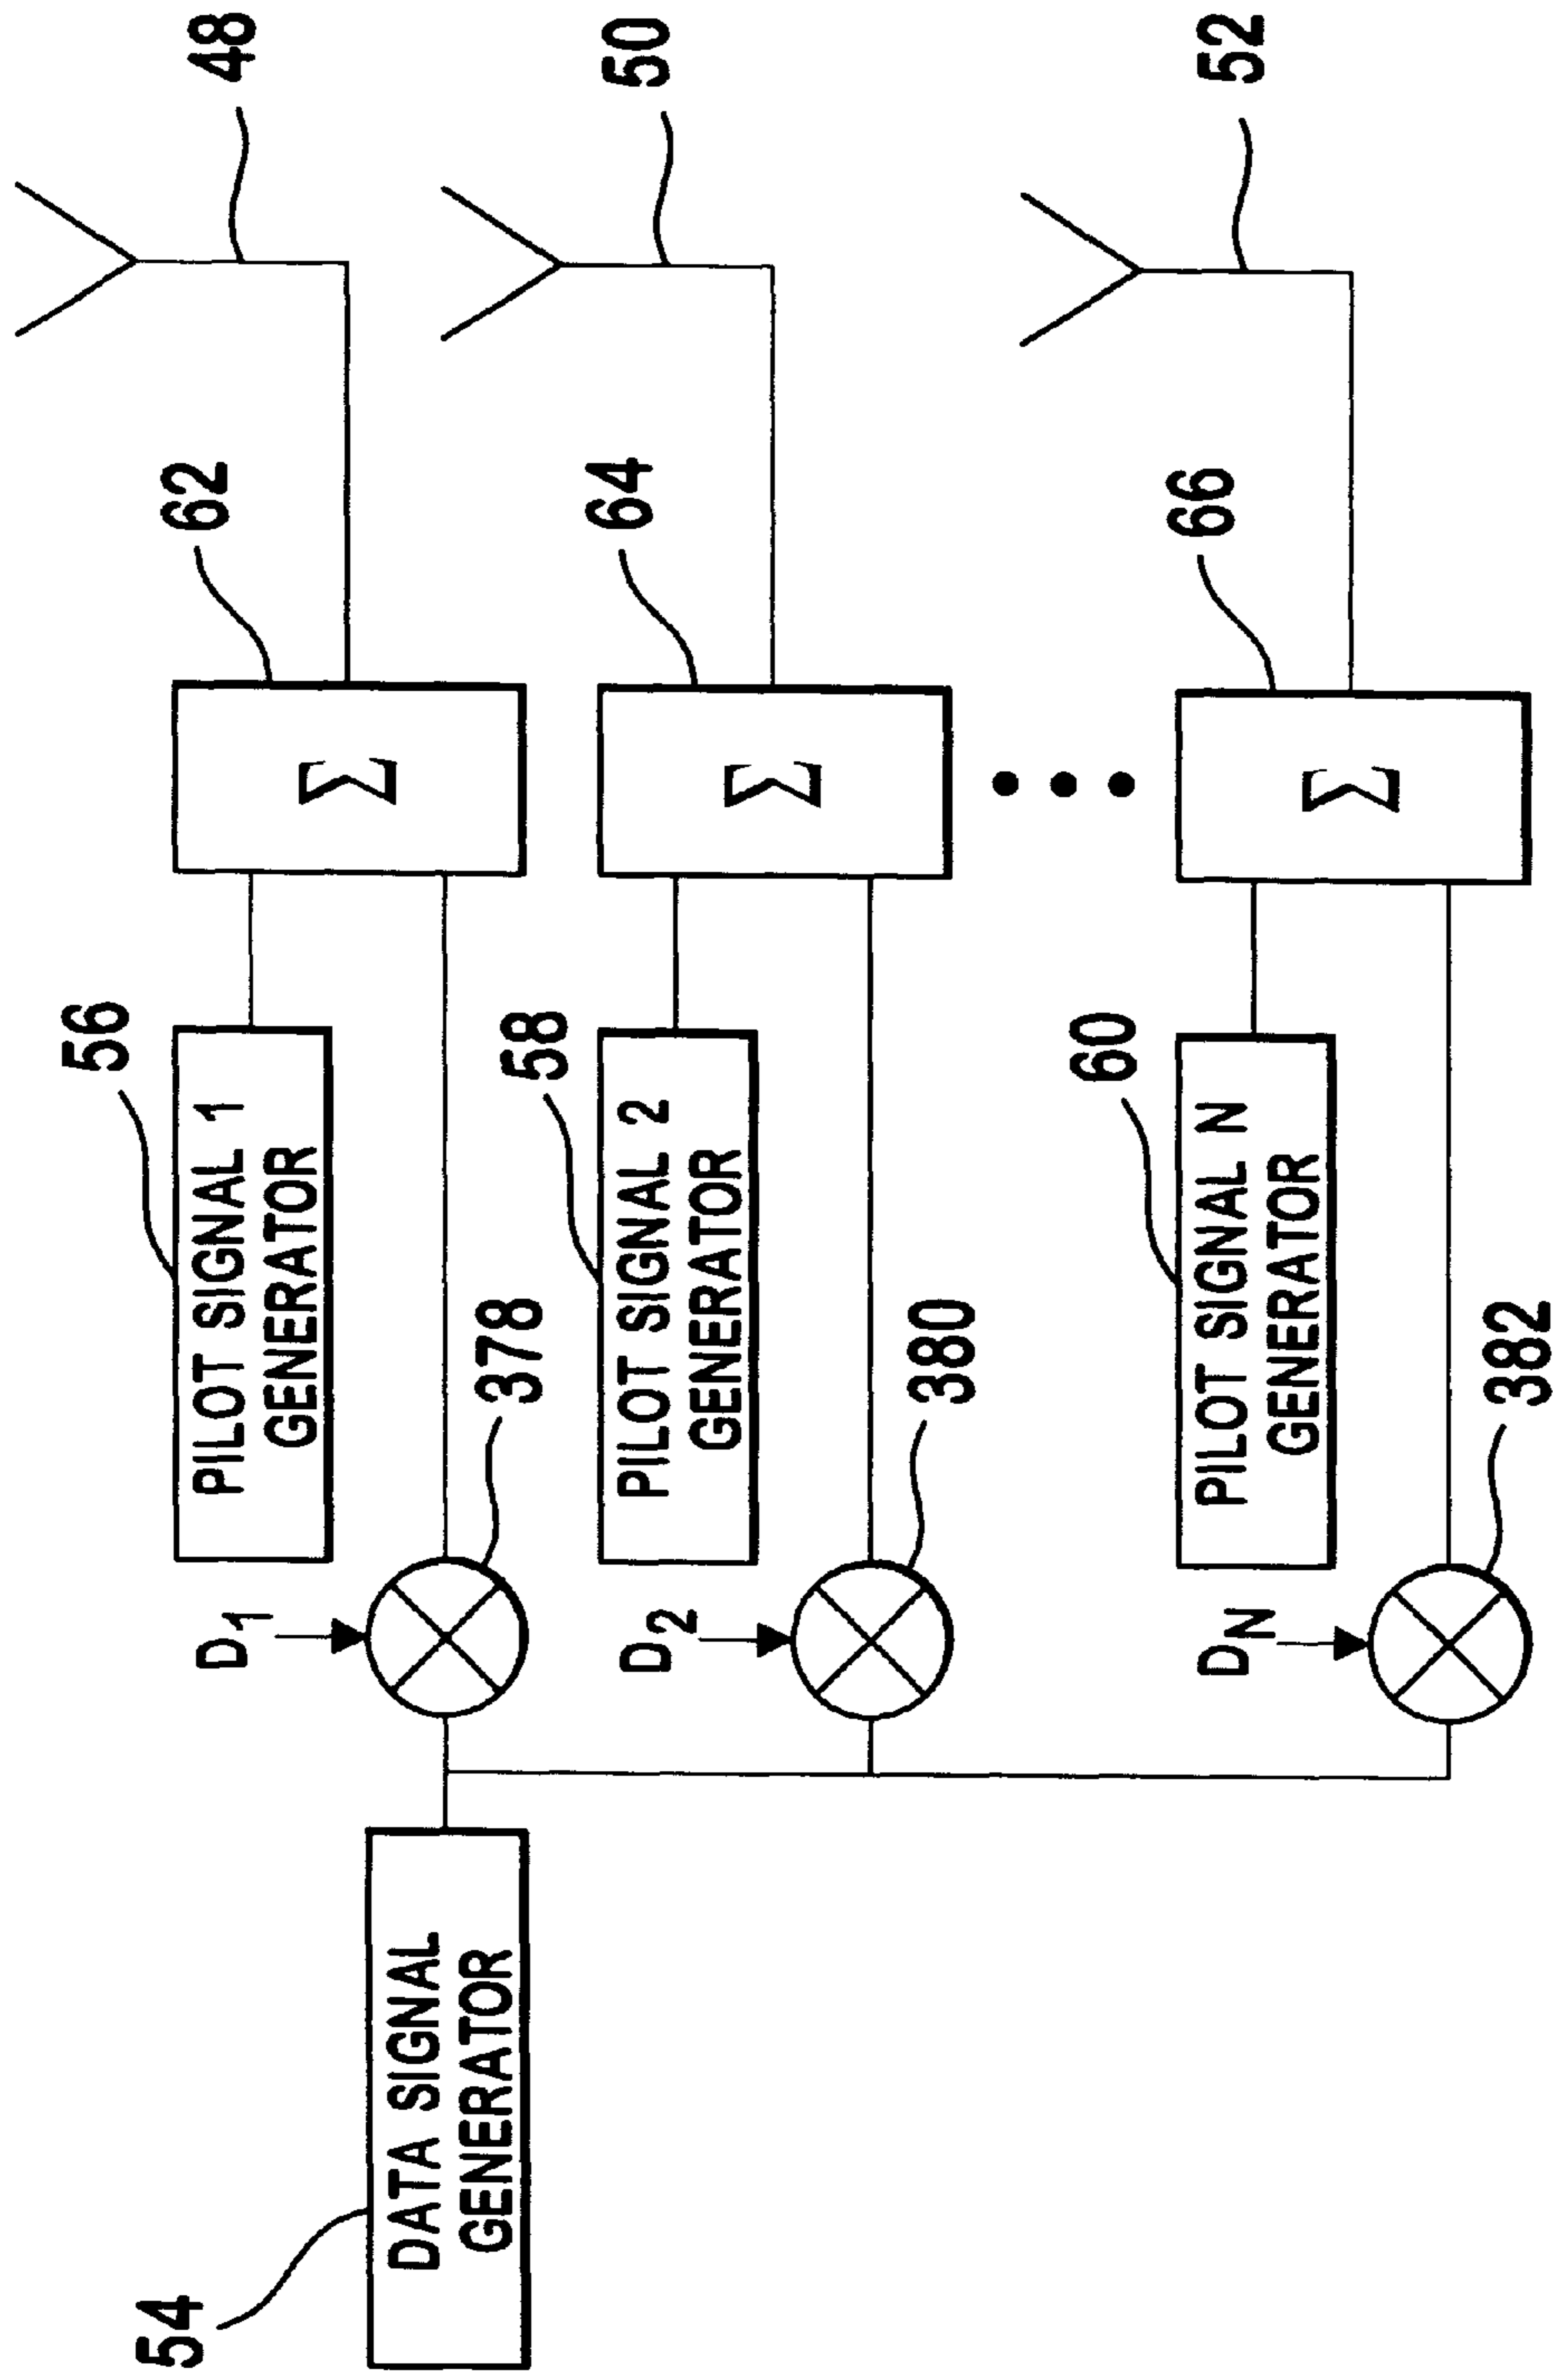 54
DATA SIGNAL
GENERATOR
D1
378
56
PILOT SIGNAL 1
GENERATOR
Σ
62
48
D2
380
58
PILOT SIGNAL 2
GENERATOR
Σ
64
50
DN
382
60
PILOT SIGNAL N
GENERATOR
Σ
66
52